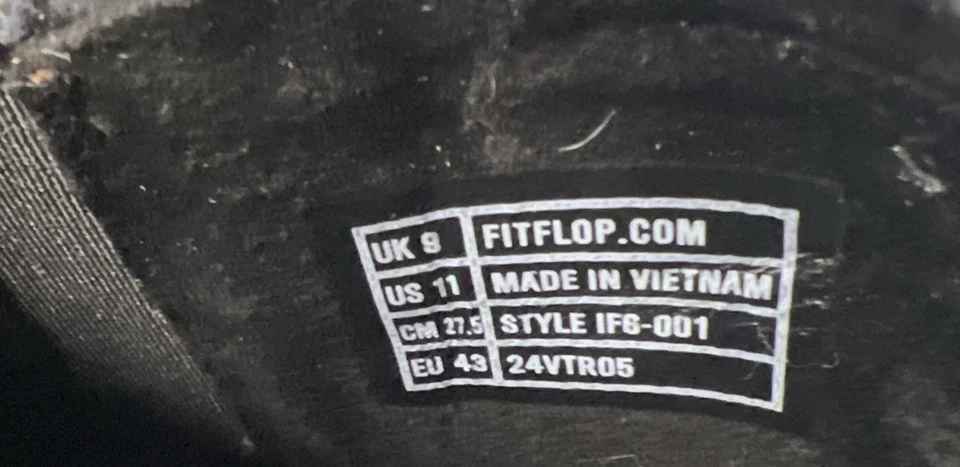 UK 9 FITFLOP.COM
US 11 MADE IN VIETNAM
CM 27.5 STYLE IF6-001
EU 43 24VTR05